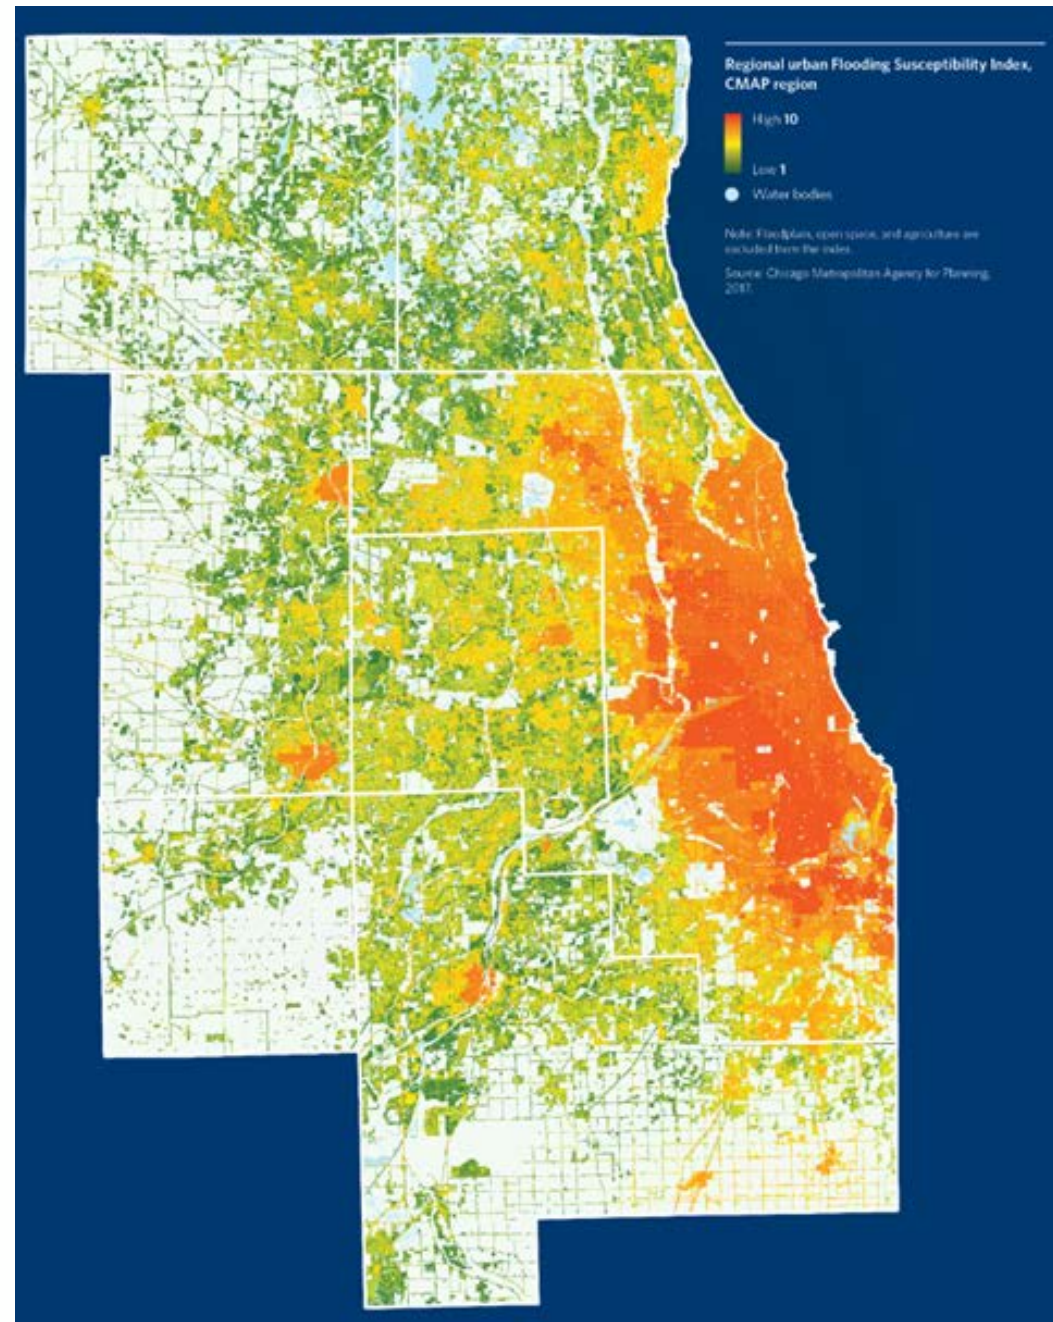 Regional urban Flooding Susceptibility Index,
CMAP region
High 10
Low 1
Water bodies
Note: Floodplain, open space, and agriculture are
excluded from the index.
Source: Chicago Metropolitan Agency for Planning,
2017.